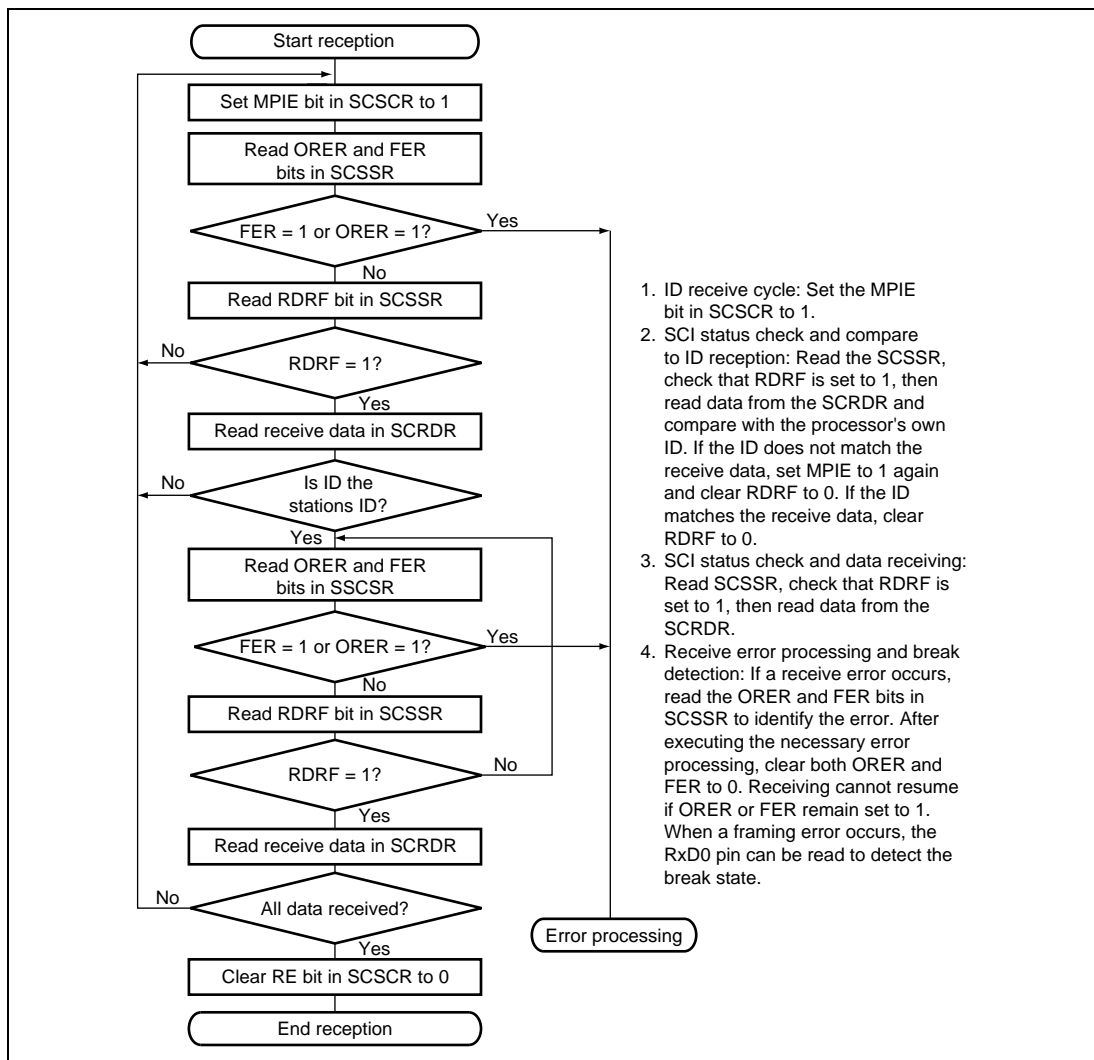 Start reception
Set MPIE bit in SCSCR to 1
Read ORER and FER
bits in SCSSR
FER = 1 or ORER = 1?
Yes
No
Read RDRF bit in SCSSR
No
RDRF = 1?
Yes
Read receive data in SCRDR
No
Is ID the
stations ID?
Yes
Read ORER and FER
bits in SSCSR
FER = 1 or ORER = 1?
Yes
No
Read RDRF bit in SCSSR
RDRF = 1?
No
Yes
Read receive data in SCRDR
No
All data received?
Yes
Clear RE bit in SCSCR to 0
End reception
Error processing
1. ID receive cycle: Set the MPIE
bit in SCSCR to 1.
2. SCI status check and compare
to ID reception: Read the SCSSR,
check that RDRF is set to 1, then
read data from the SCRDR and
compare with the processor's own
ID. If the ID does not match the
receive data, set MPIE to 1 again
and clear RDRF to 0. If the ID
matches the receive data, clear
RDRF to 0.
3. SCI status check and data receiving:
Read SCSSR, check that RDRF is
set to 1, then read data from the
SCRDR.
4. Receive error processing and break
detection: If a receive error occurs,
read the ORER and FER bits in
SCSSR to identify the error. After
executing the necessary error
processing, clear both ORER and
FER to 0. Receiving cannot resume
if ORER or FER remain set to 1.
When a framing error occurs, the
RxD0 pin can be read to detect the
break state.